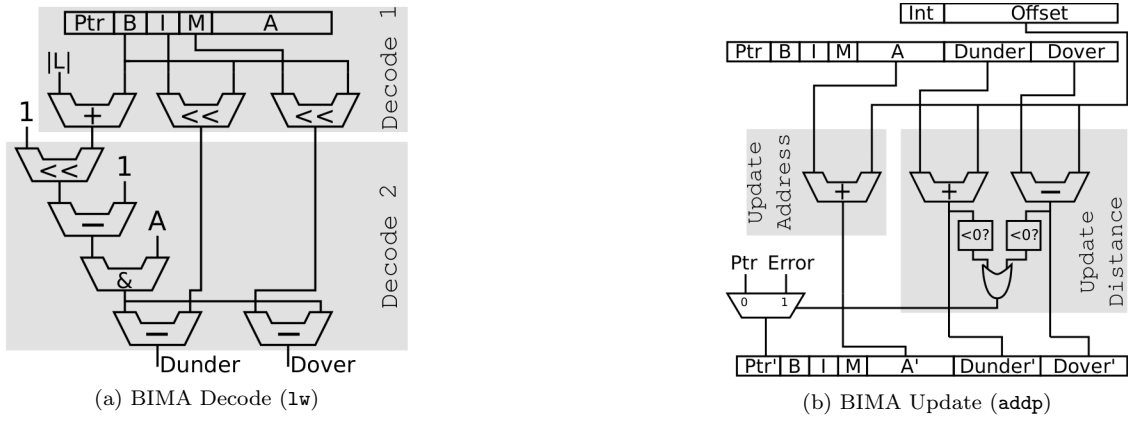 Ptr B I M A
Decode 1
|L|
+ << <<
1
<<
1
−
A
&
Decode 2
− −
Dunder Dover
(a) BIMA Decode (lw)
Int Offset
Ptr B I M A Dunder Dover
Update Address
+ + −
<0? <0?
Update Distance
Ptr Error
0 1
Ptr' B I M A' Dunder' Dover'
(b) BIMA Update (addp)